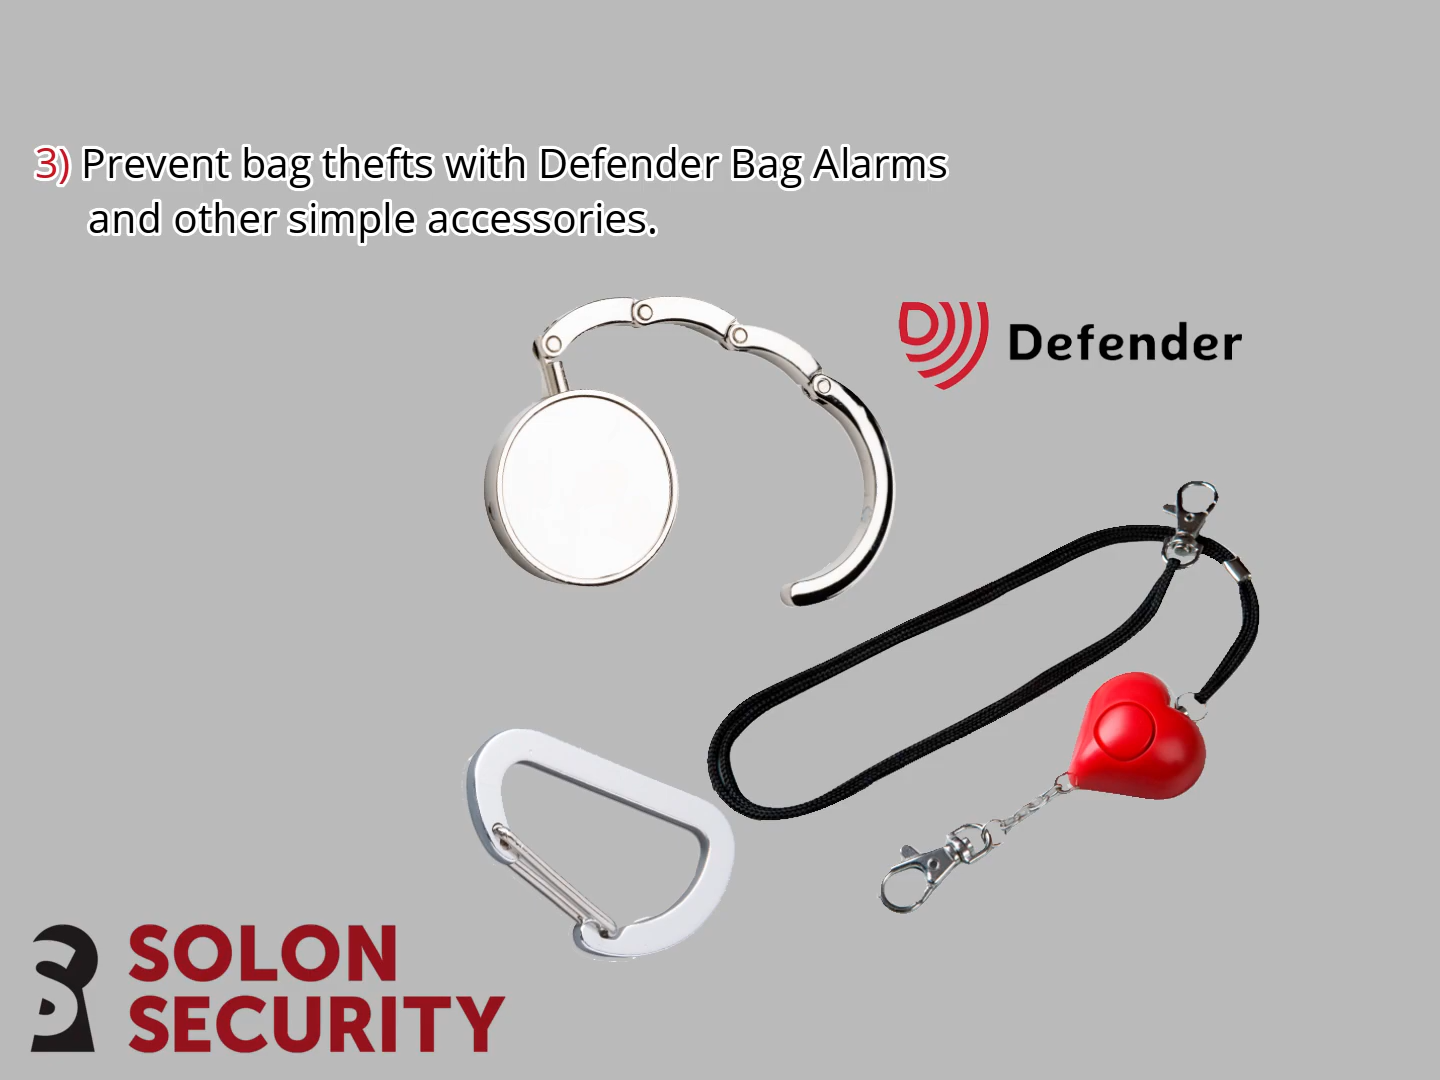 3) Prevent bag thefts with Defender Bag Alarms
and other simple accessories.
Defender
SOLON
SECURITY